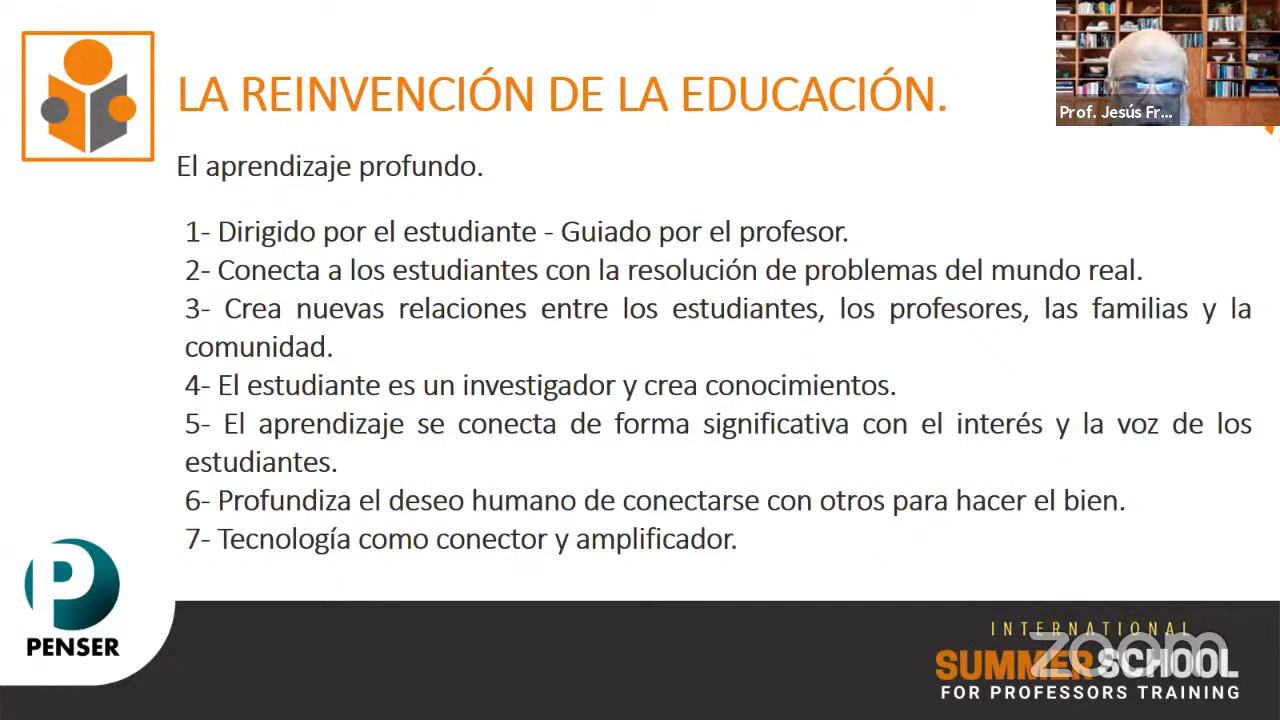 LA REINVENCIÓN DE LA EDUCACIÓN.
Prof. Jesús Fr...
El aprendizaje profundo.
1- Dirigido por el estudiante - Guiado por el profesor.
2- Conecta a los estudiantes con la resolución de problemas del mundo real.
3- Crea nuevas relaciones entre los estudiantes, los profesores, las familias y la
comunidad.
4- El estudiante es un investigador y crea conocimientos.
5- El aprendizaje se conecta de forma significativa con el interés y la voz de los
estudiantes.
6- Profundiza el deseo humano de conectarse con otros para hacer el bien.
7- Tecnología como conector y amplificador.
P
PENSER
INTERNATIONAL
SUMMER SCHOOL
zoom
FOR PROFESSORS TRAINING